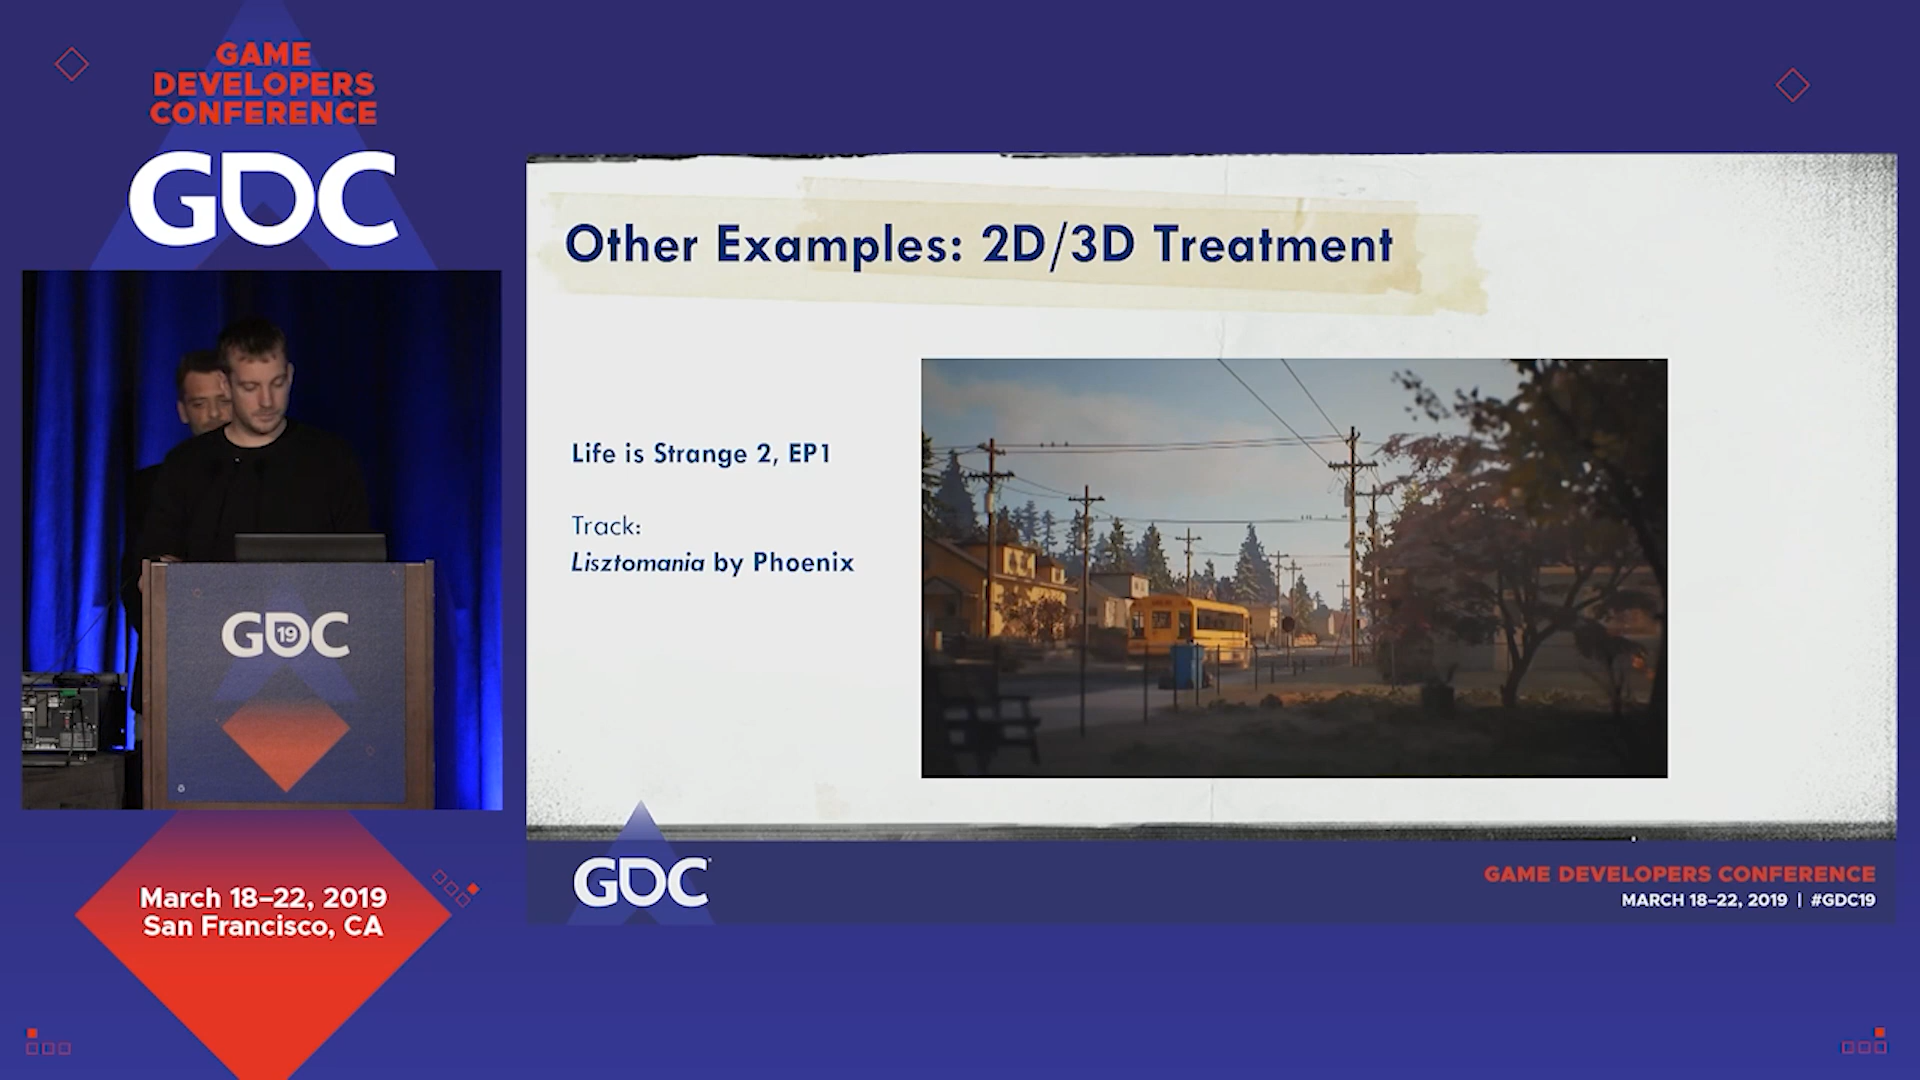 GAME
DEVELOPERS
CONFERENCE
GDC
Other Examples: 2D/3D Treatment
Life is Strange 2, EP1
Track:
Lisztomania by Phoenix
GDC
19
March 18–22, 2019
San Francisco, CA
GDC
GAME DEVELOPERS CONFERENCE
MARCH 18–22, 2019 | #GDC19